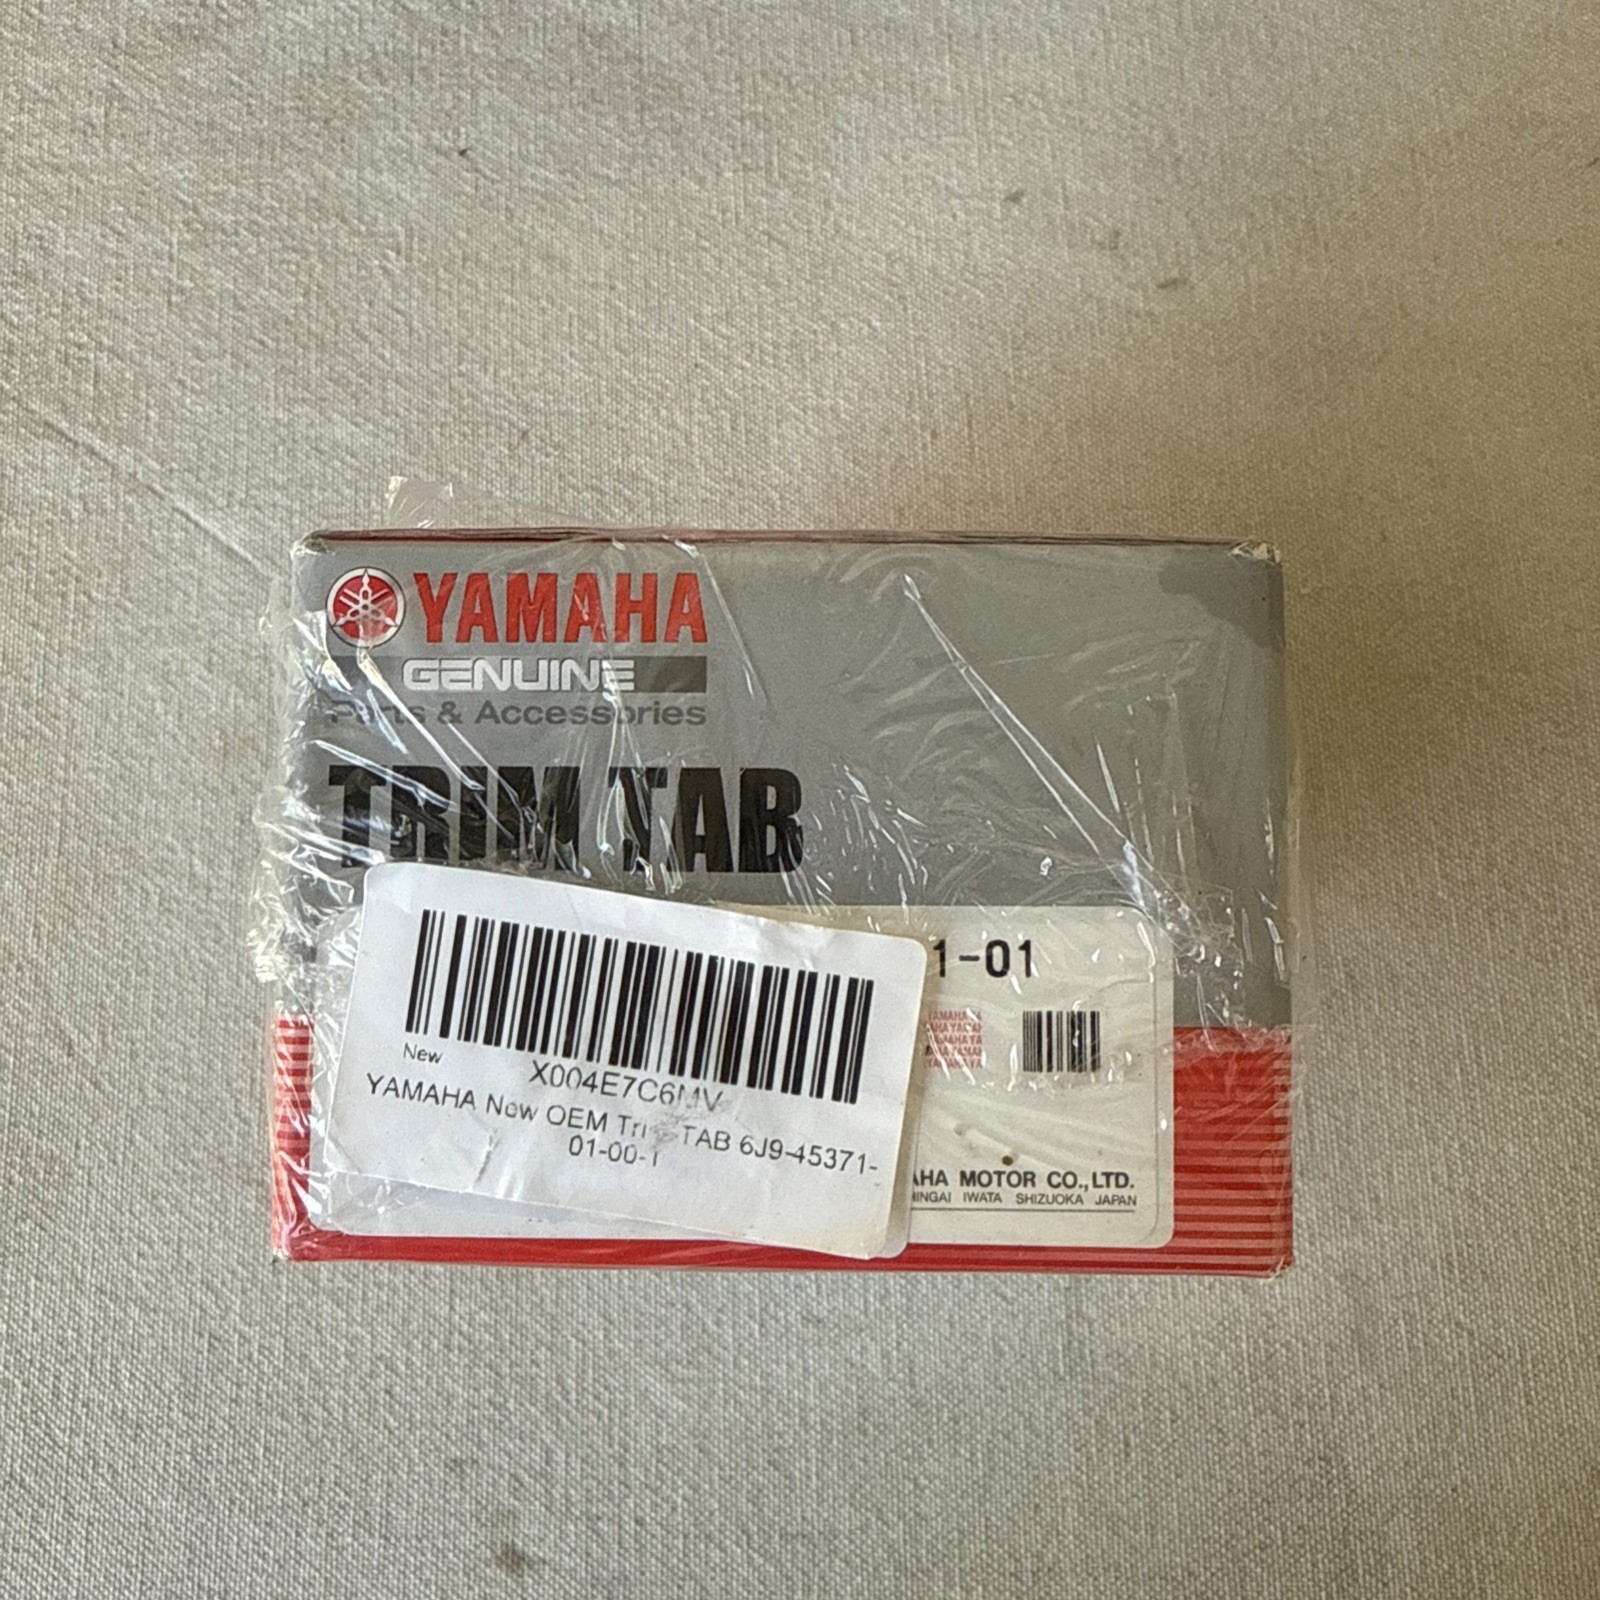 YAMAHA
GENUINE
Parts & Accessories
TRIM TAB
1-01
New
X004E7C6MV
YAMAHA New OEM Tri TAB 6J9-45371-
01-00-1
AHA MOTOR CO.,LTD.
HINGAI IWATA SHIZUOKA JAPAN